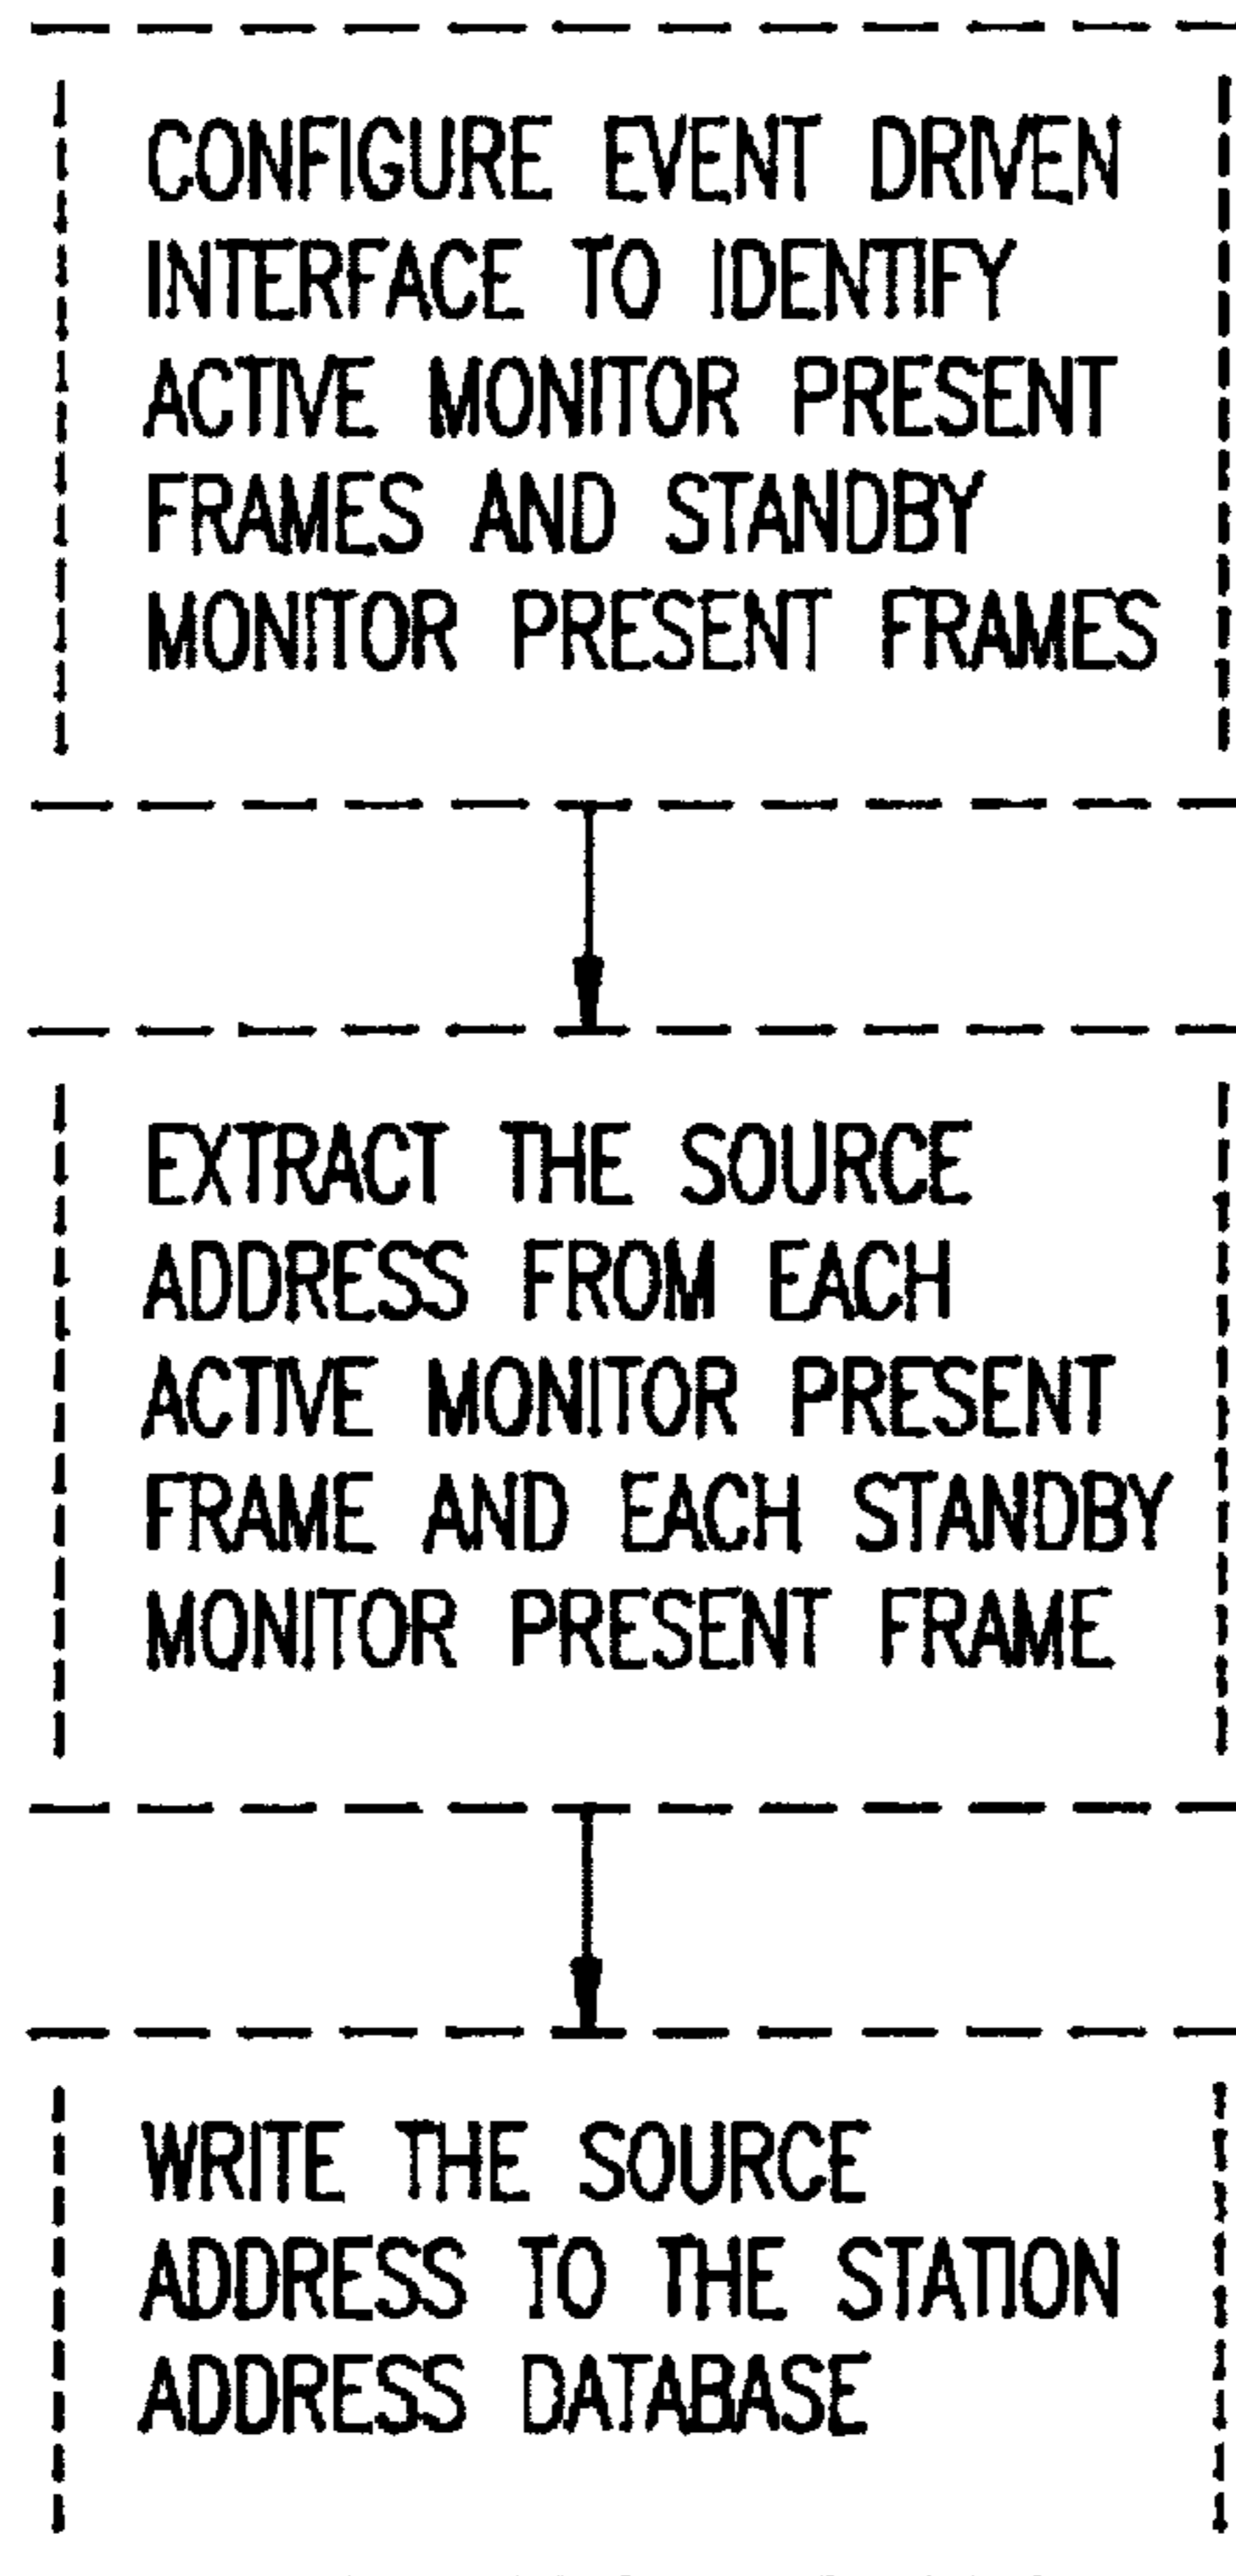 CONFIGURE EVENT DRIVEN
INTERFACE TO IDENTIFY
ACTIVE MONITOR PRESENT
FRAMES AND STANDBY
MONITOR PRESENT FRAMES
EXTRACT THE SOURCE
ADDRESS FROM EACH
ACTIVE MONITOR PRESENT
FRAME AND EACH STANDBY
MONITOR PRESENT FRAME
WRITE THE SOURCE
ADDRESS TO THE STATION
ADDRESS DATABASE